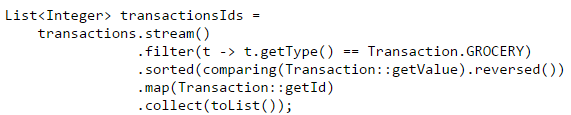 List<Integer> transactionsIds =
    transactions.stream()
                .filter(t -> t.getType() == Transaction.GROCERY)
                .sorted(comparing(Transaction::getValue).reversed())
                .map(Transaction::getId)
                .collect(toList());